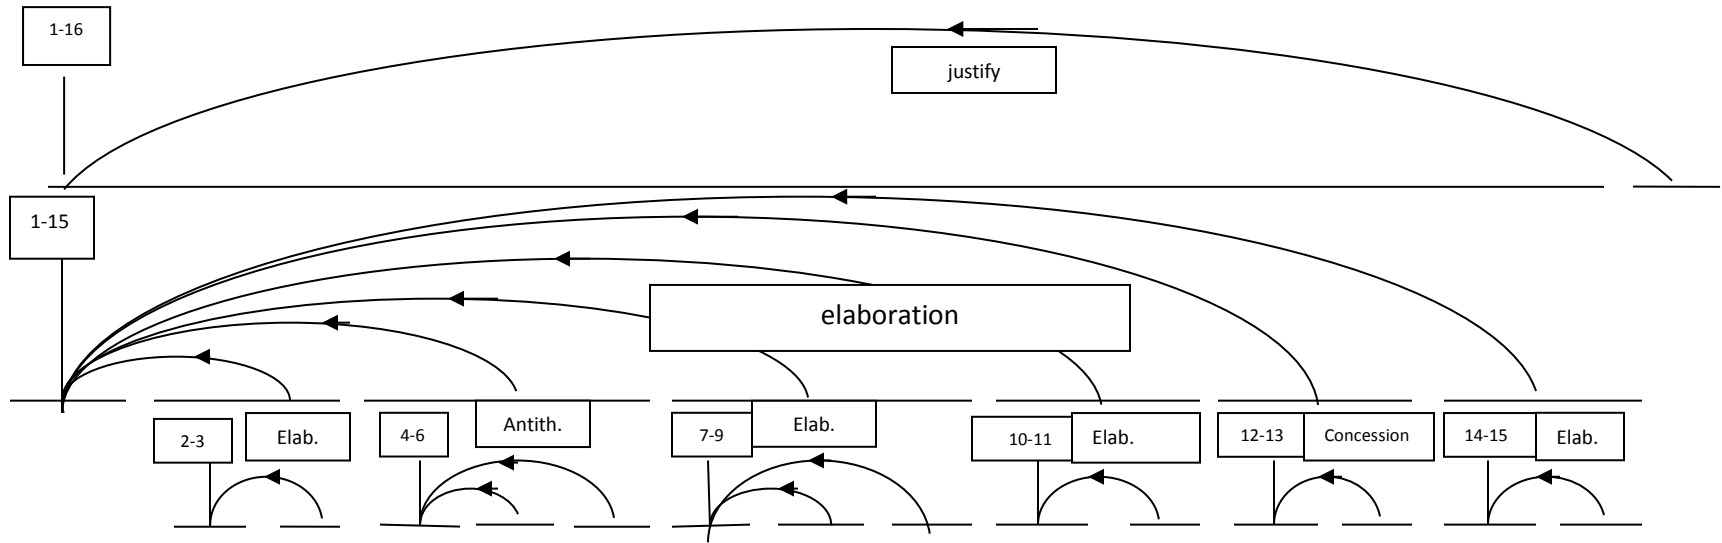 1-16
justify
1-15
elaboration
2-3
Elab.
4-6
Antith.
7-9
Elab.
10-11
Elab.
12-13
Concession
14-15
Elab.